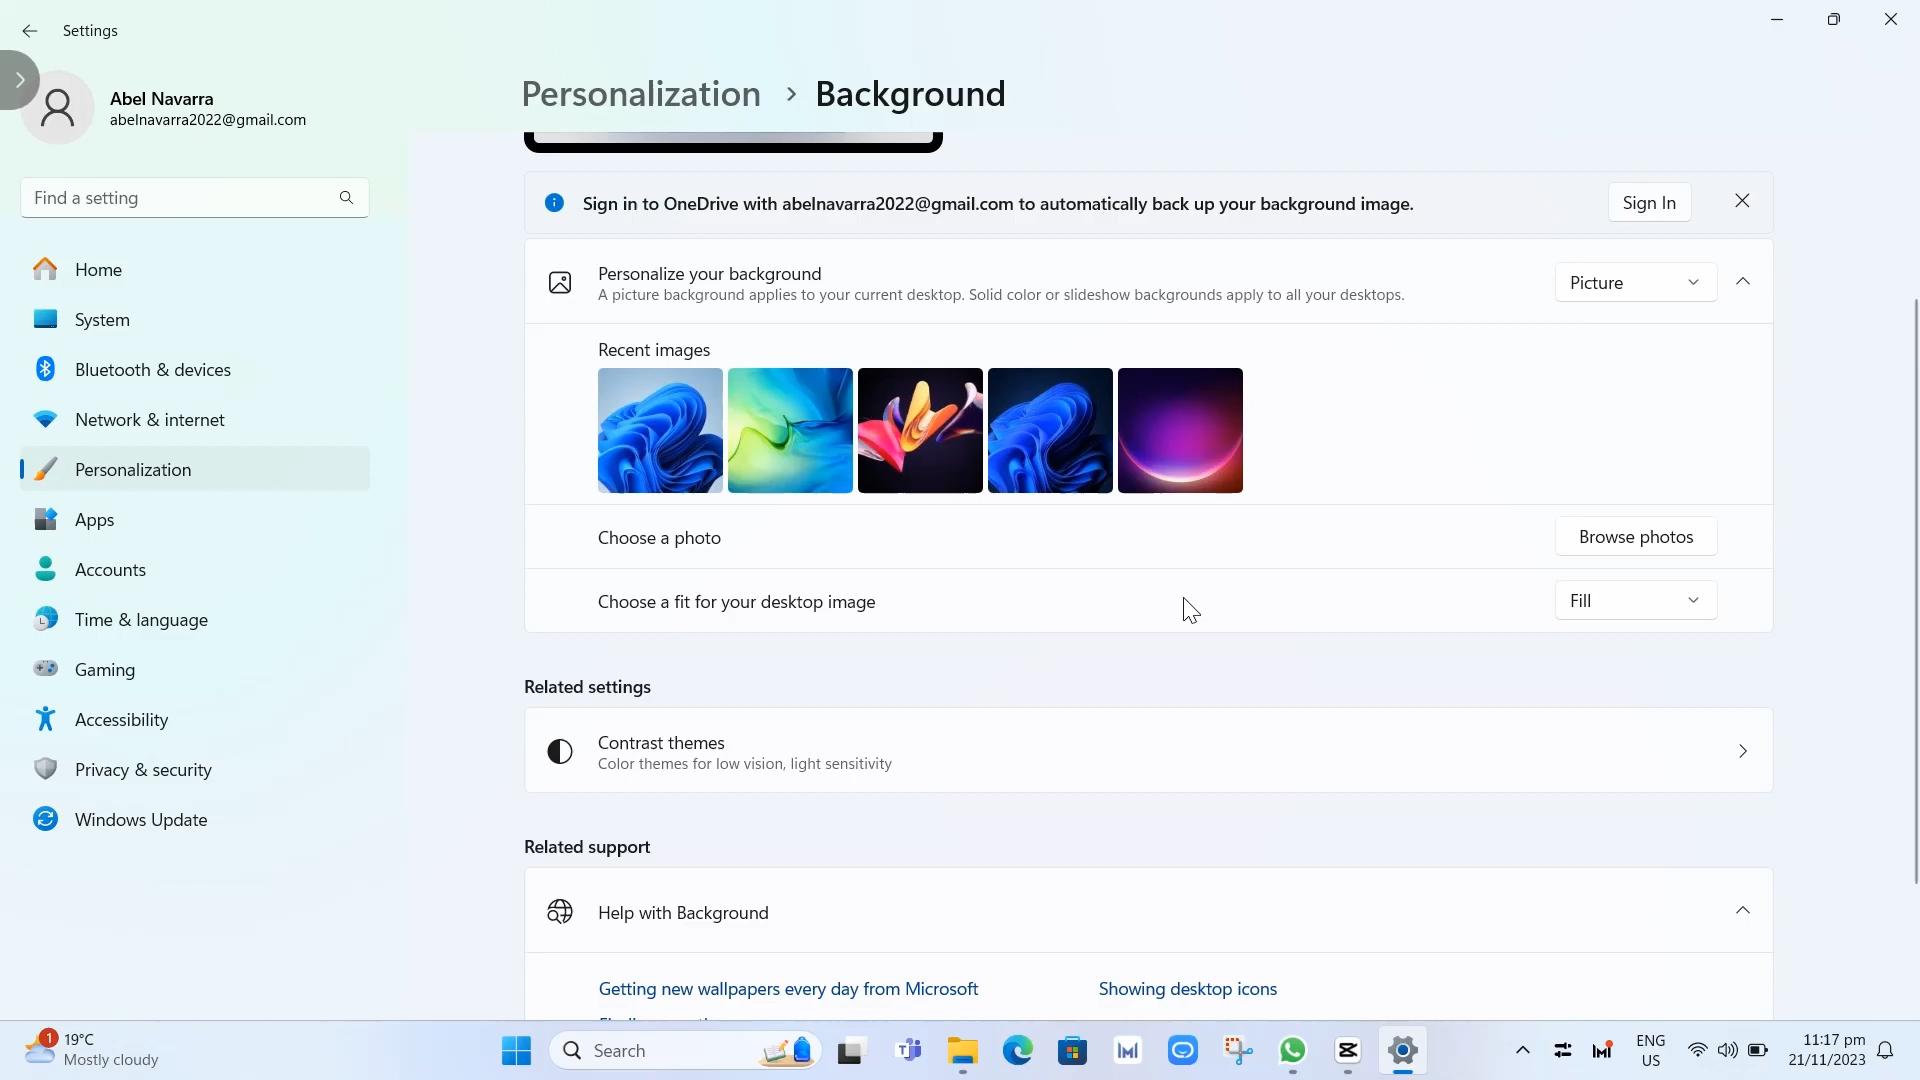 Settings
Abel Navarra
abelnavarra2022@gmail.com
Find a setting
Home
System
Bluetooth & devices
Network & internet
Personalization
Apps
Accounts
Time & language
Gaming
Accessibility
Privacy & security
Windows Update
Personalization > Background
Sign in to OneDrive with abelnavarra2022@gmail.com to automatically back up your background image.
Sign In
Personalize your background
A picture background applies to your current desktop. Solid color or slideshow backgrounds apply to all your desktops.
Picture
Recent images
Choose a photo
Browse photos
Choose a fit for your desktop image
Fill
Related settings
Contrast themes
Color themes for low vision, light sensitivity
Related support
Help with Background
Getting new wallpapers every day from Microsoft
Showing desktop icons
1
19°C
Mostly cloudy
Search
ENG
US
11:17 pm
21/11/2023